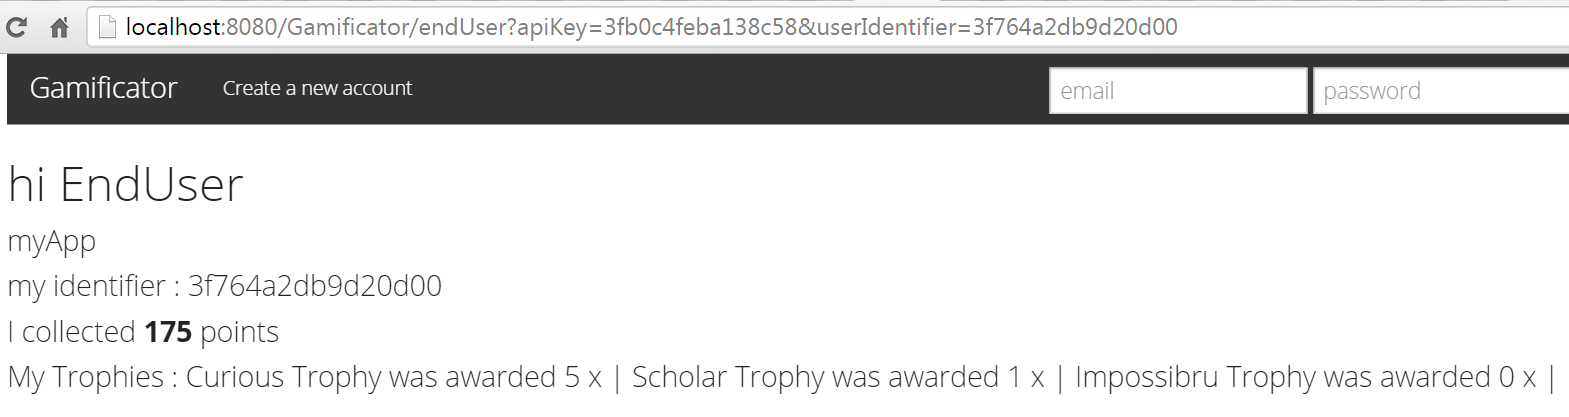 localhost:8080/Gamificator/endUser?apiKey=3fb0c4feba138c58&userIdentifier=3f764a2db9d20d00
Gamificator Create a new account email password
hi EndUser
myApp
my identifier : 3f764a2db9d20d00
I collected 175 points
My Trophies : Curious Trophy was awarded 5 x | Scholar Trophy was awarded 1 x | Impossibru Trophy was awarded 0 x |